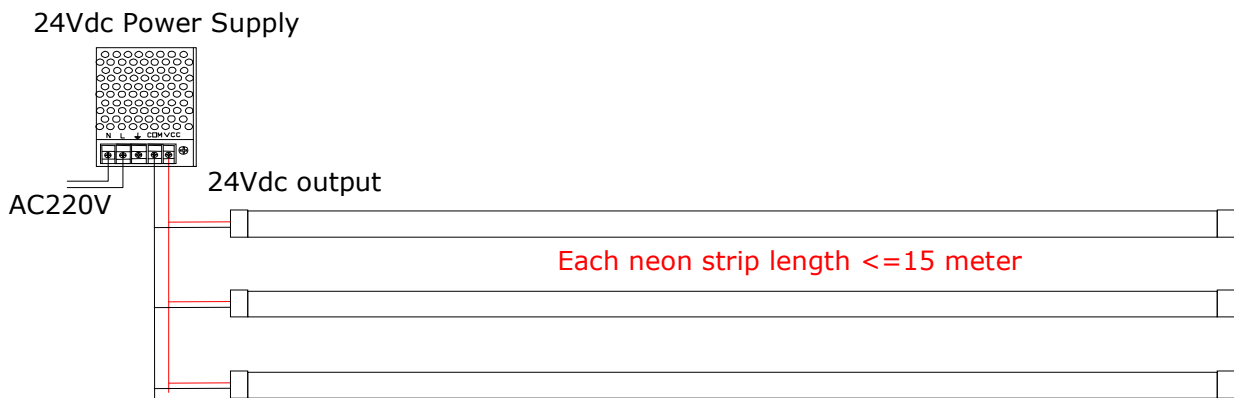 24Vdc Power Supply
N L ⏚ COM VCC
24Vdc output
AC220V
Each neon strip length <=15 meter